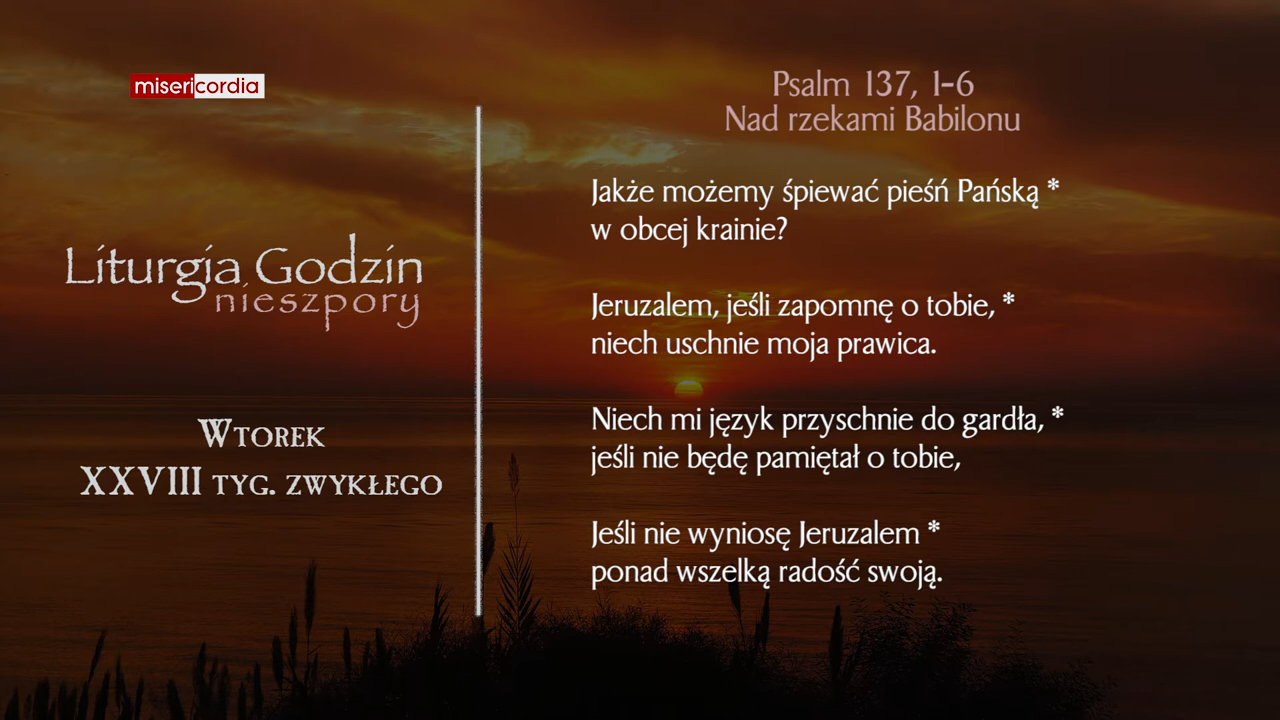 misericordia
Liturgia Godzin
nieszpory
Wtorek
XXVIII tyg. zwykłego
Psalm 137, 1-6
Nad rzekami Babilonu
Jakże możemy śpiewać pieśń Pańską *
w obcej krainie?
Jeruzalem, jeśli zapomnę o tobie, *
niech uschnie moja prawica.
Niech mi język przyschnie do gardła, *
jeśli nie będę pamiętał o tobie,
Jeśli nie wyniosę Jeruzalem *
ponad wszelką radość swoją.